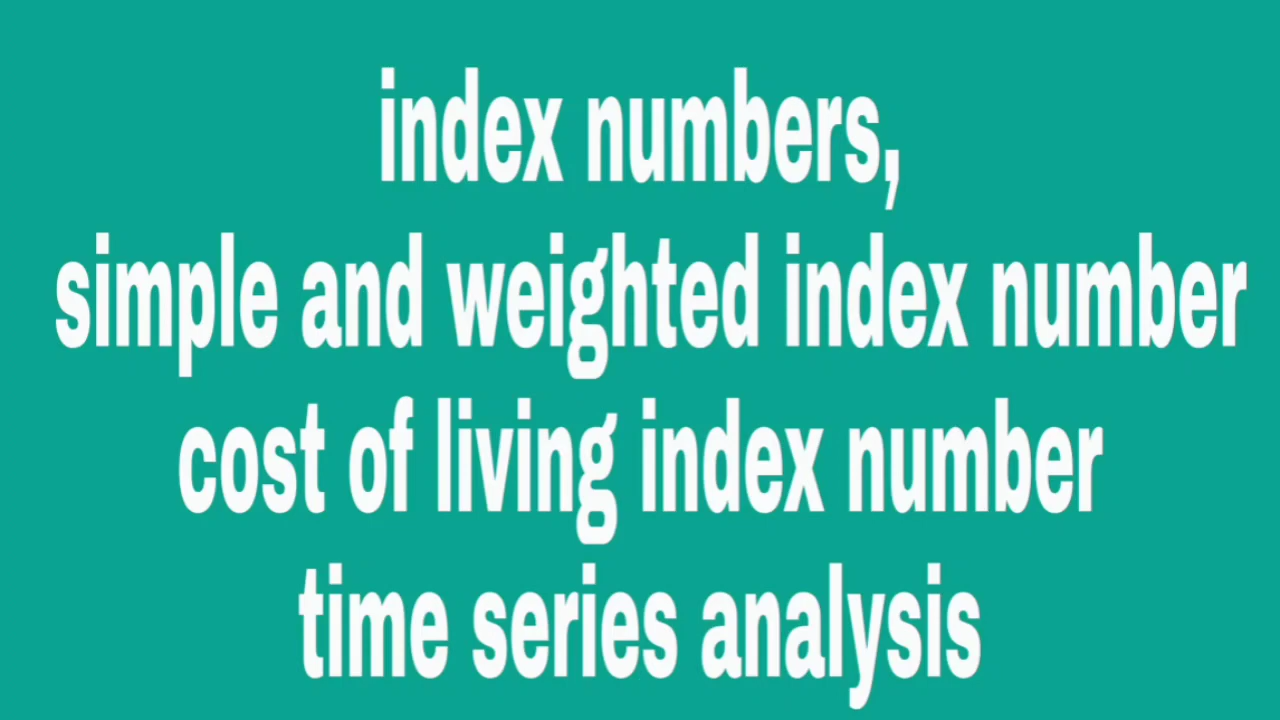 index numbers,
simple and weighted index number
cost of living index number
time series analysis